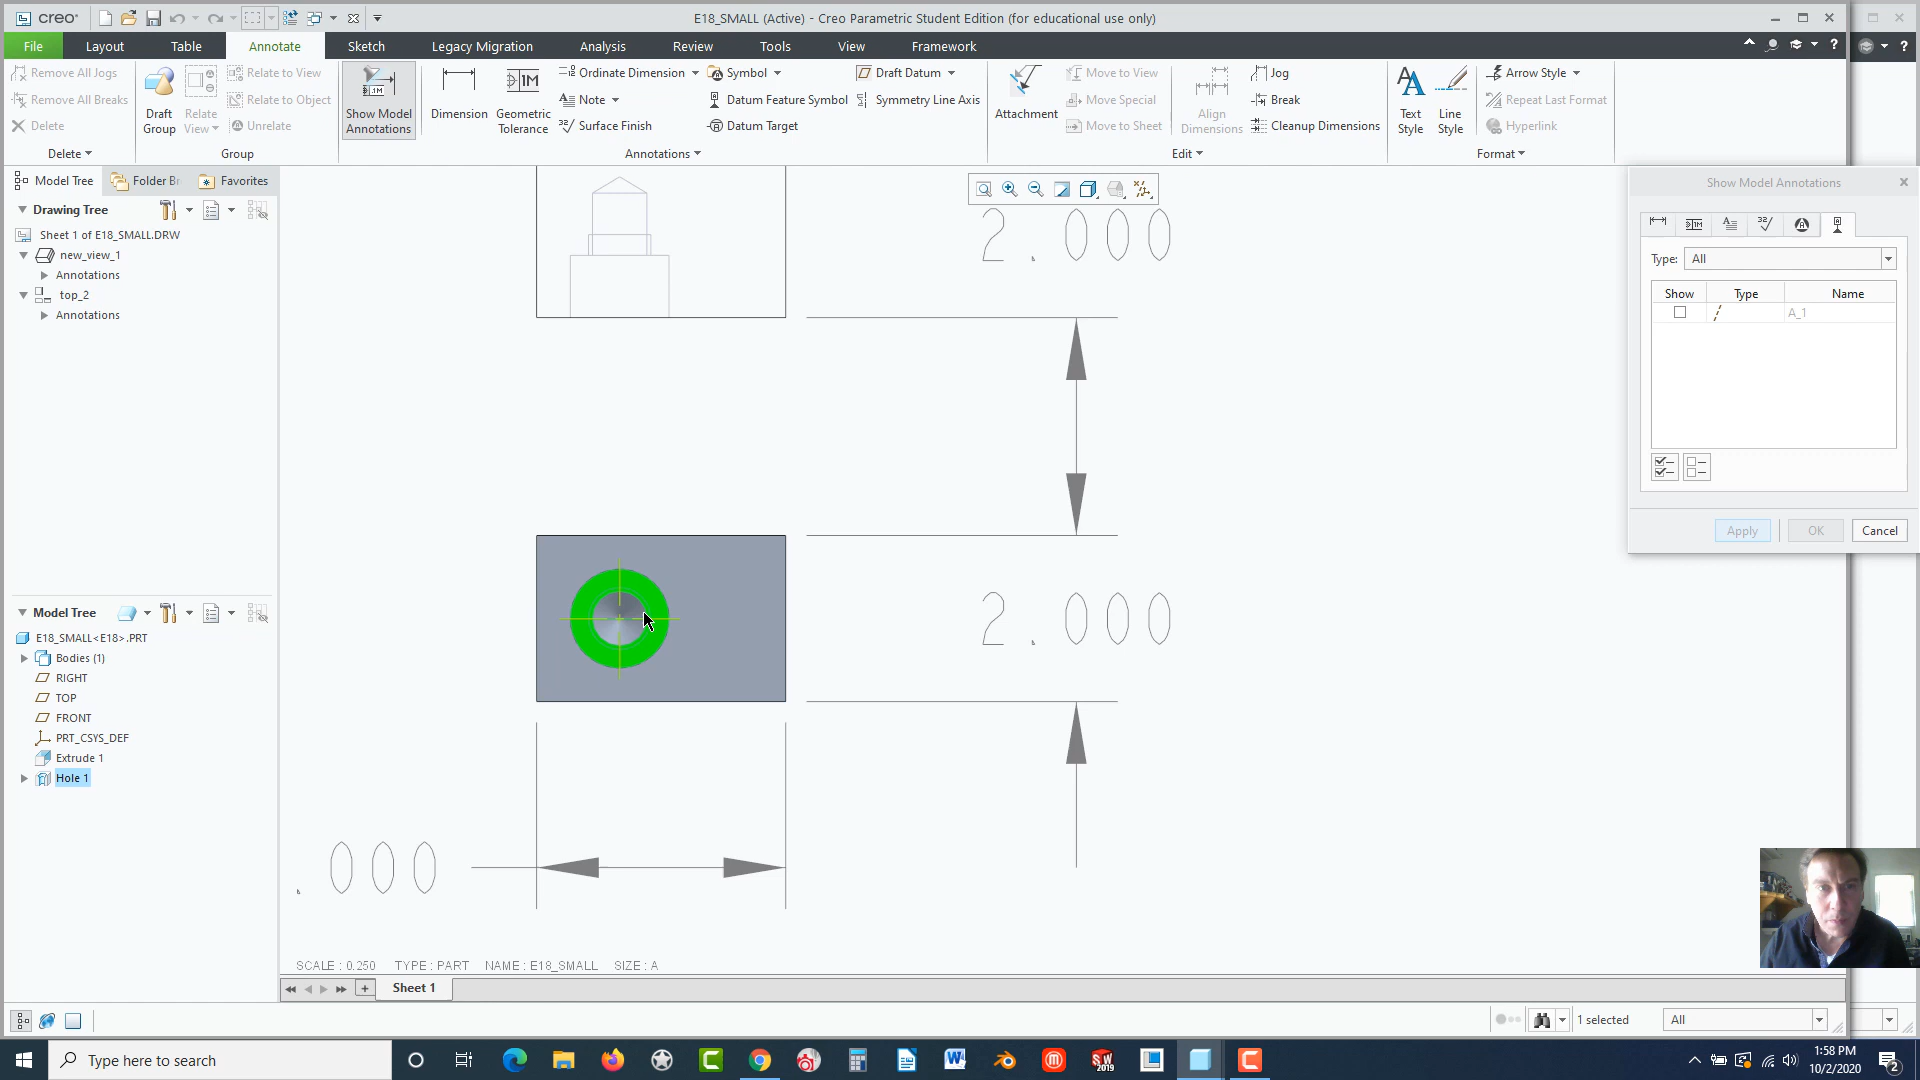 creo
E18_SMALL (Active) - Creo Parametric Student Edition (for educational use only)
File Layout Table Annotate Sketch Legacy Migration Analysis Review Tools View Framework
Remove All Jogs
Remove All Breaks
Delete
Delete
Draft Group
Relate View
Relate to View
Relate to Object
Unrelate
Group
Show Model Annotations
Dimension
Geometric Tolerance
Ordinate Dimension
Note
Surface Finish
Symbol
Datum Feature Symbol
Datum Target
Draft Datum
Symmetry Line Axis
Annotations
Attachment
Move to View
Move Special
Move to Sheet
Align Dimensions
Jog
Break
Cleanup Dimensions
Edit
Text Style
Line Style
Arrow Style
Repeat Last Format
Hyperlink
Format
Model Tree Folder Br Favorites
Drawing Tree
Sheet 1 of E18_SMALL.DRW
new_view_1
Annotations
top_2
Annotations
Model Tree
E18_SMALL<E18>.PRT
Bodies (1)
RIGHT
TOP
FRONT
PRT_CSYS_DEF
Extrude 1
Hole 1
2.000
2.000
.000
SCALE : 0.250 TYPE : PART NAME : E18_SMALL SIZE : A
Sheet 1
Show Model Annotations
Type: All
Show Type Name
A_1
Apply OK Cancel
1 selected
All
Type here to search
1:58 PM
10/2/2020
2